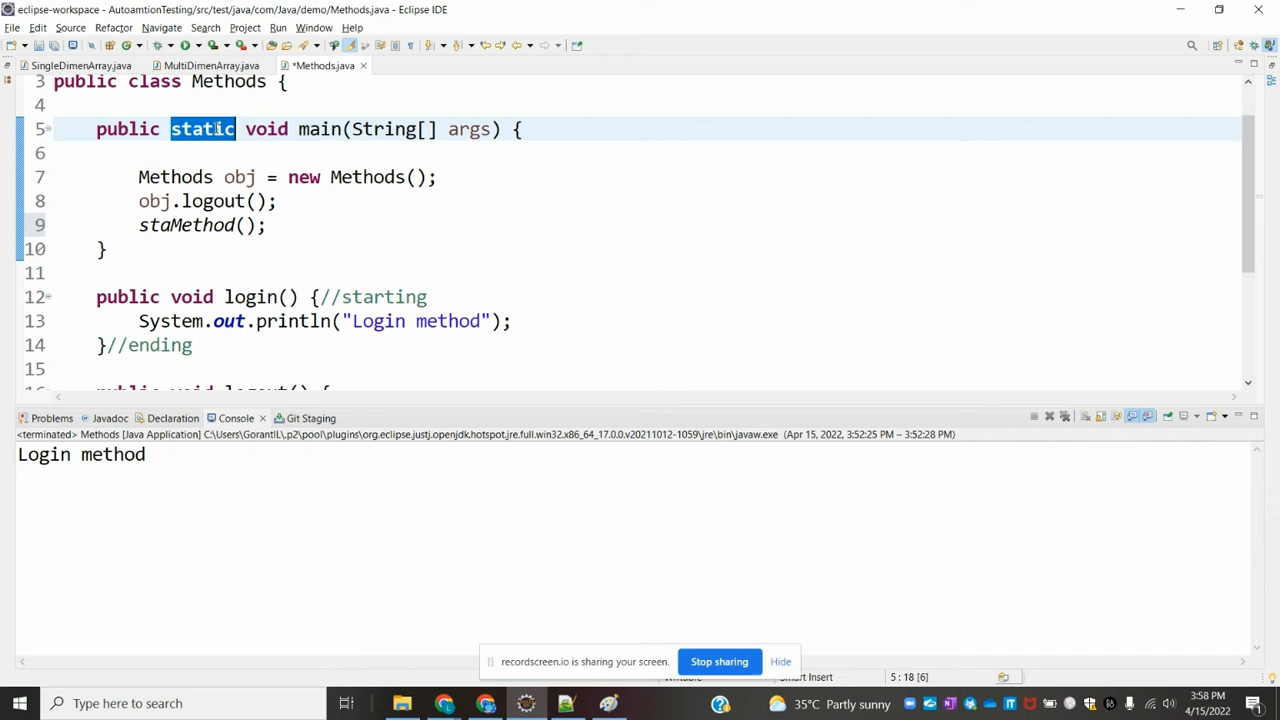 eclipse-workspace - AutoamtionTesting/src/test/java/com/Java/demo/Methods.java - Eclipse IDE
File Edit Source Refactor Navigate Search Project Run Window Help
SingleDimenArray.java MultiDimenArray.java *Methods.java
3 public class Methods {
4
5 public static void main(String[] args) {
6
7 Methods obj = new Methods();
8 obj.logout();
9 staMethod();
10 }
11
12 public void login() {//starting
13 System.out.println("Login method");
14 }//ending
15
16 public void logout() {
Problems Javadoc Declaration Console Git Staging
<terminated> Methods [Java Application] C:\Users\GorantlL\.p2\pool\plugins\org.eclipse.justj.openjdk.hotspot.jre.full.win32.x86_64_17.0.0.v20211012-1059\jre\bin\javaw.exe (Apr 15, 2022, 3:52:25 PM – 3:52:28 PM)
Login method
recordscreen.io is sharing your screen. Stop sharing Hide
Writable Smart Insert 5 : 18 [6]
Type here to search 35°C Partly sunny 3:58 PM
4/15/2022